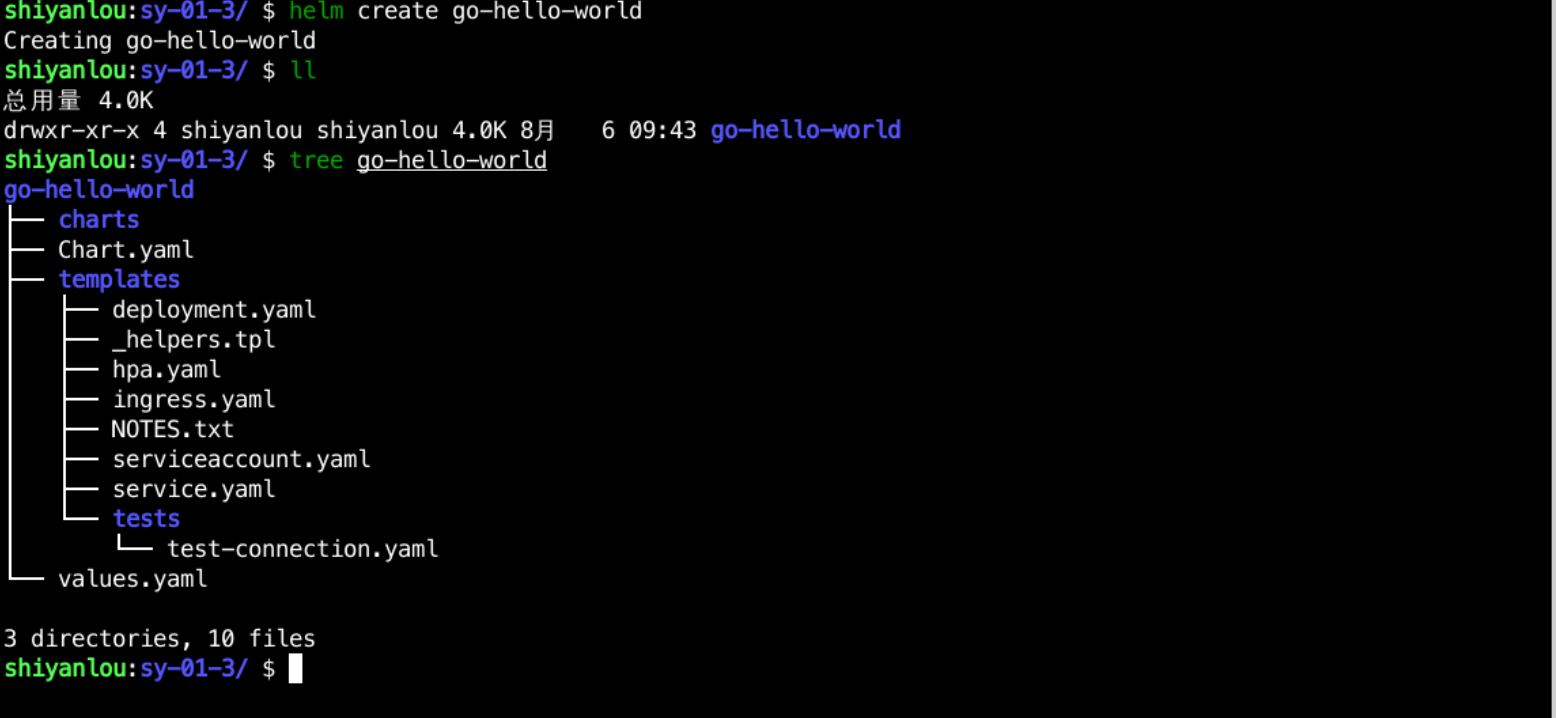 shiyanlou:sy-01-3/ $ helm create go-hello-world
Creating go-hello-world
shiyanlou:sy-01-3/ $ ll
总用量 4.0K
drwxr-xr-x 4 shiyanlou shiyanlou 4.0K 8月   6 09:43 go-hello-world
shiyanlou:sy-01-3/ $ tree go-hello-world
go-hello-world
├── charts
├── Chart.yaml
├── templates
│   ├── deployment.yaml
│   ├── _helpers.tpl
│   ├── hpa.yaml
│   ├── ingress.yaml
│   ├── NOTES.txt
│   ├── serviceaccount.yaml
│   ├── service.yaml
│   └── tests
│       └── test-connection.yaml
└── values.yaml
3 directories, 10 files
shiyanlou:sy-01-3/ $